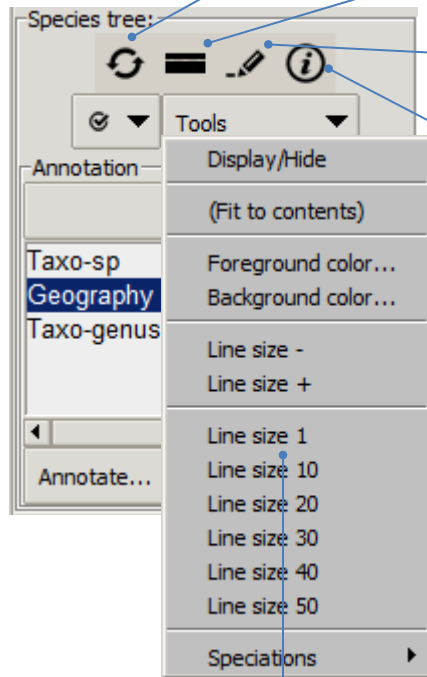 Species tree:
Tools
Annotation
Display/Hide
(Fit to contents)
Taxo-sp
Geography
Taxo-genus
Foreground color...
Background color...
Line size -
Line size +
Line size 1
Line size 10
Line size 20
Line size 30
Line size 40
Line size 50
Annotate...
Speciations